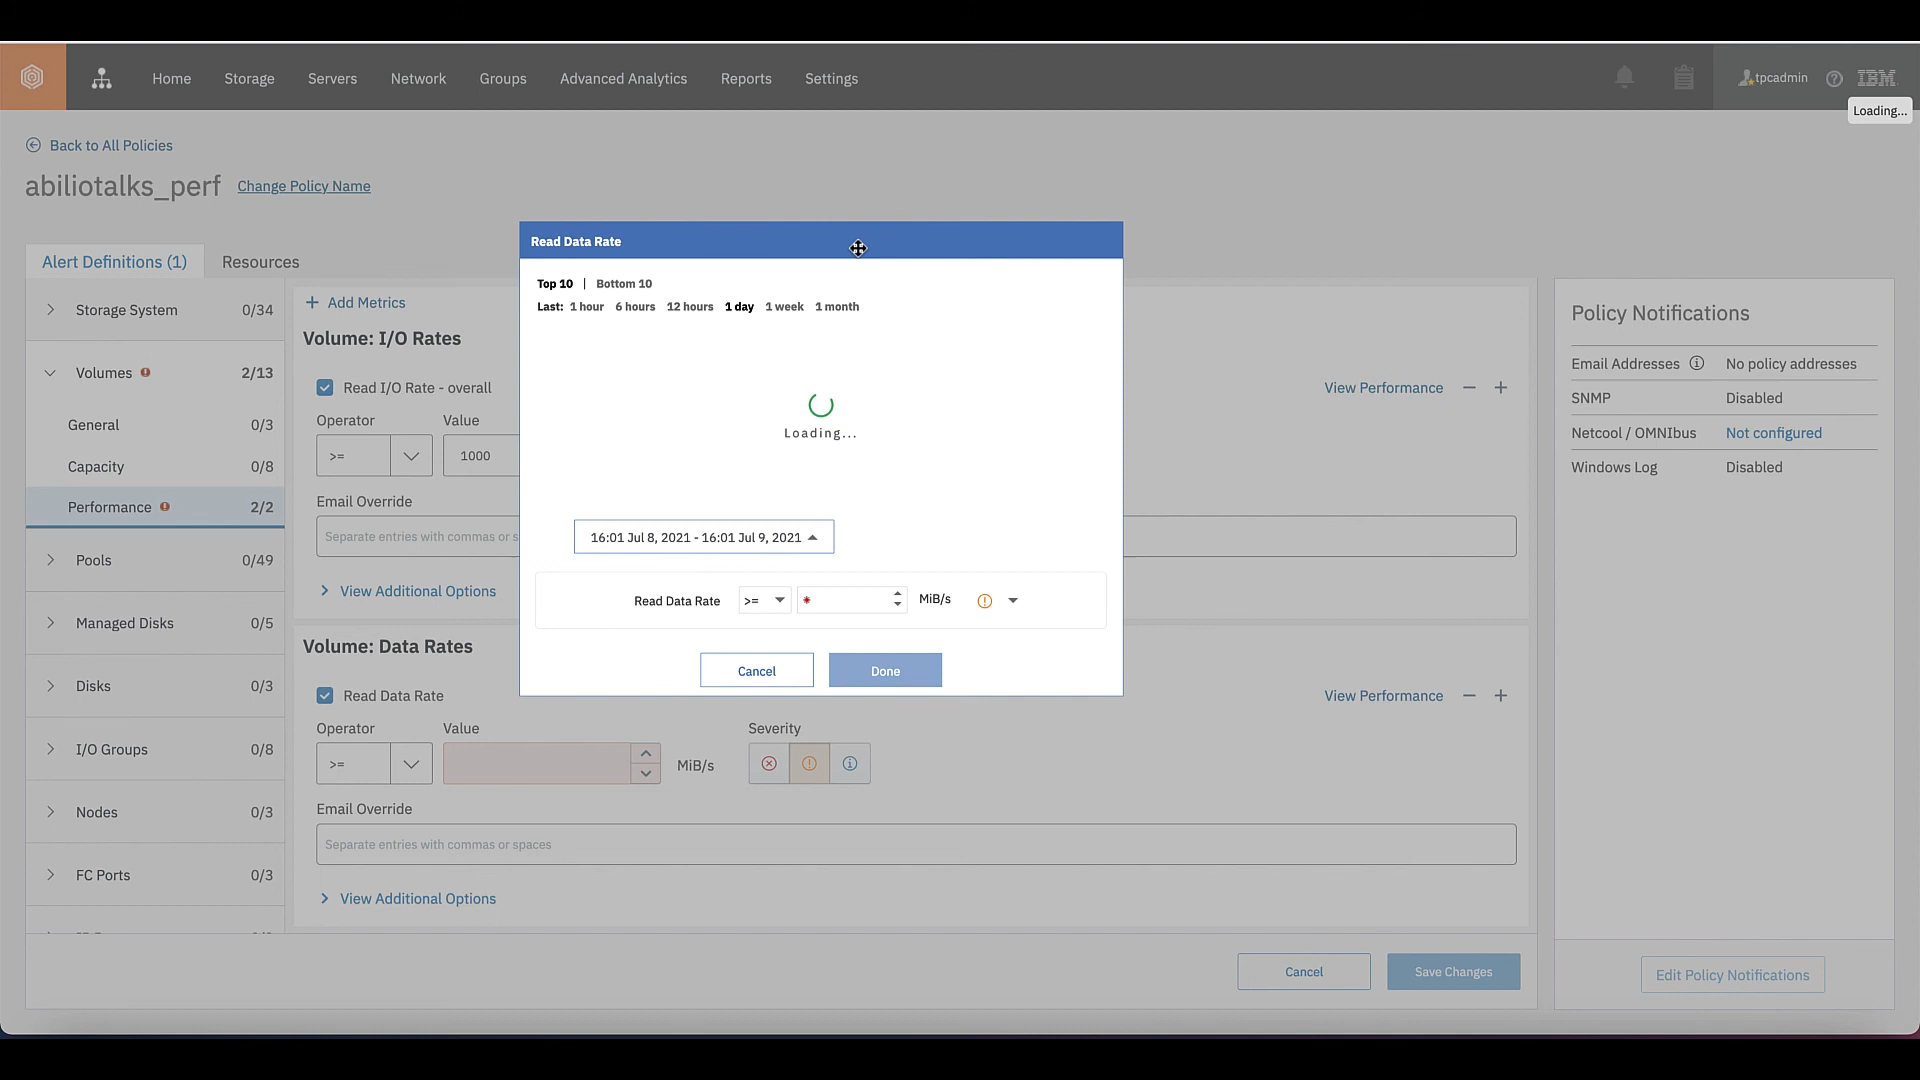 Home Storage Servers Network Groups Advanced Analytics Reports Settings tpcadmin IBM
Loading...
Back to All Policies
abiliotalks_perf Change Policy Name
Alert Definitions (1) Resources
Storage System 0/34
Volumes 2/13
General 0/3
Capacity 0/8
Performance 2/2
Pools 0/49
Managed Disks 0/5
Disks 0/3
I/O Groups 0/8
Nodes 0/3
FC Ports 0/3
Add Metrics
Volume: I/O Rates
Read I/O Rate - overall View Performance
Operator Value
>= 1000
Email Override
Separate entries with commas or s
View Additional Options
Volume: Data Rates
Read Data Rate View Performance
Operator Value Severity
>= MiB/s
Email Override
Separate entries with commas or spaces
View Additional Options
Cancel Save Changes
Read Data Rate
Top 10 | Bottom 10
Last: 1 hour 6 hours 12 hours 1 day 1 week 1 month
Loading...
16:01 Jul 8, 2021 - 16:01 Jul 9, 2021
Read Data Rate >= * MiB/s
Cancel Done
Policy Notifications
Email Addresses No policy addresses
SNMP Disabled
Netcool / OMNIbus Not configured
Windows Log Disabled
Edit Policy Notifications